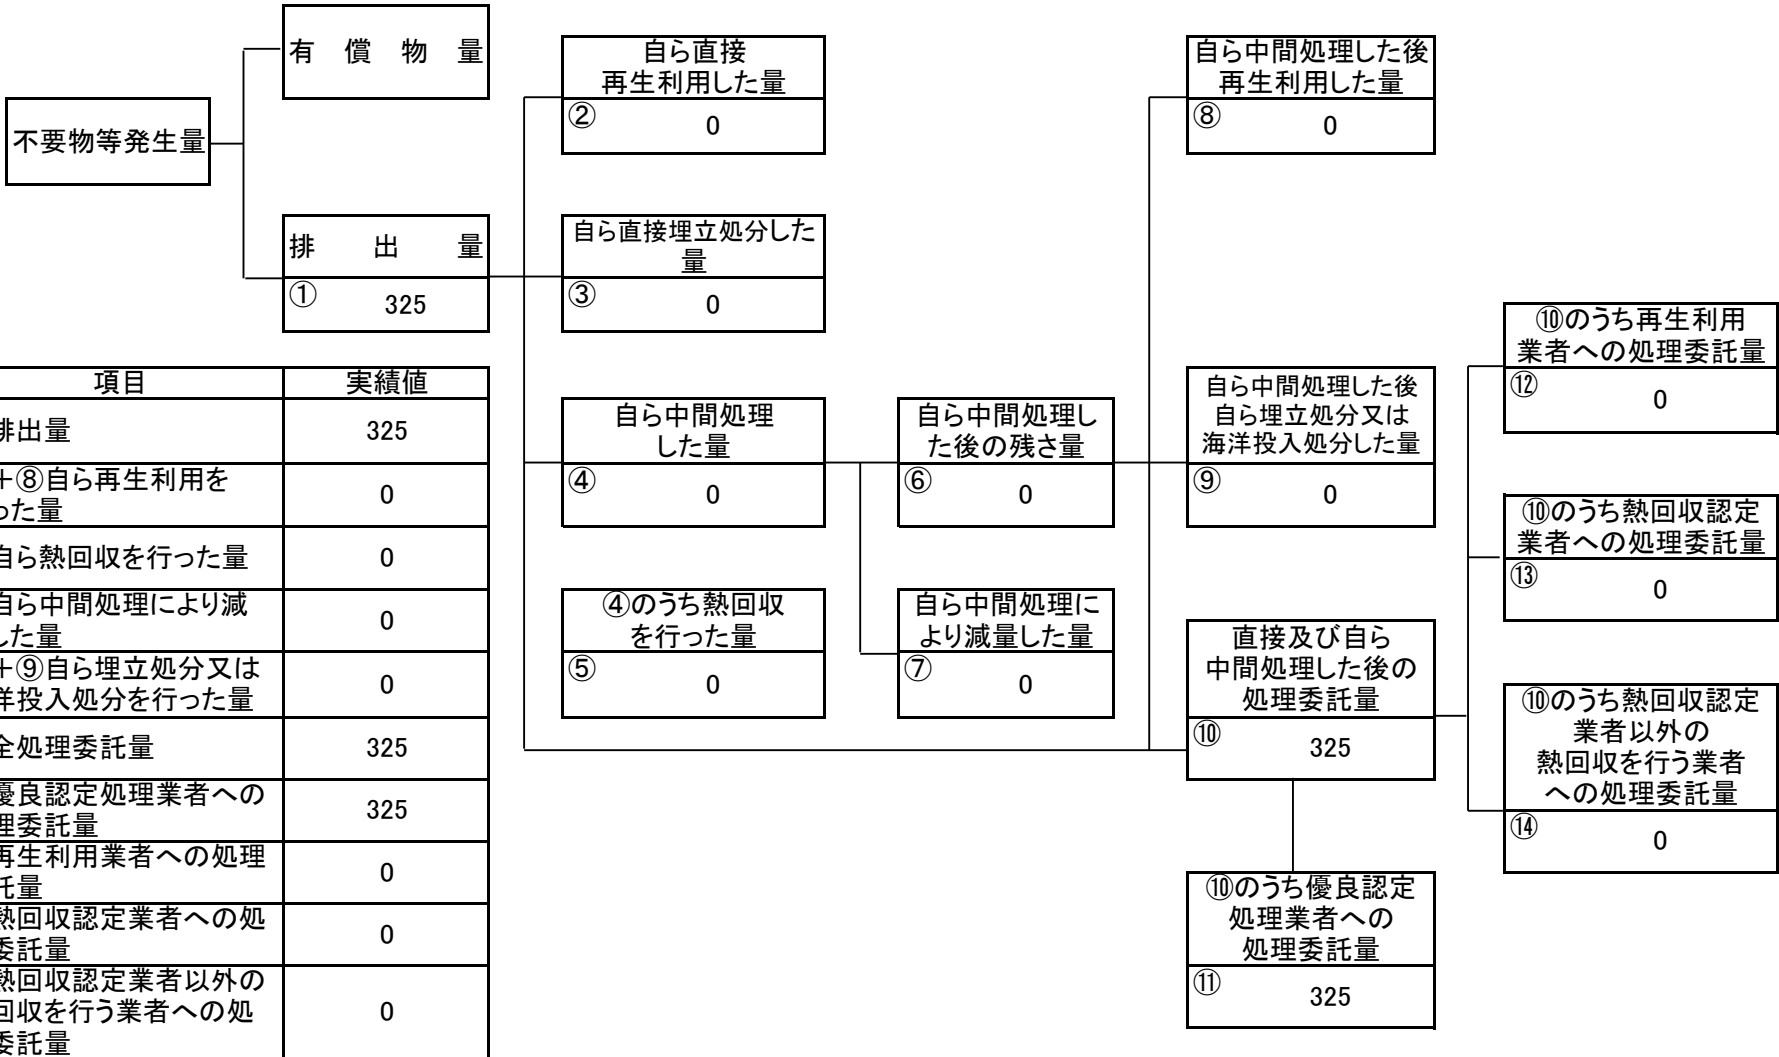 有償物量
不要物等発生量
排出量
①
325
自ら直接
再生利用した量
②
0
自ら直接埋立処分した
量
③
0
自ら中間処理
した量
④
0
④のうち熱回収
を行った量
⑤
0
自ら中間処理し
た後の残さ量
⑥
0
自ら中間処理に
より減量した量
⑦
0
自ら中間処理した後
再生利用した量
⑧
0
自ら中間処理した後
自ら埋立処分又は
海洋投入処分した量
⑨
0
直接及び自ら
中間処理した後の
処理委託量
⑩
325
⑩のうち優良認定
処理業者への
処理委託量
⑪
325
⑩のうち再生利用
業者への処理委託量
⑫
0
⑩のうち熱回収認定
業者への処理委託量
⑬
0
⑩のうち熱回収認定
業者以外の
熱回収を行う業者
への処理委託量
⑭
0
項目 実績値
排出量 325
+⑧自ら再生利用を
った量
0
自ら熱回収を行った量 0
自ら中間処理により減
した量
0
+⑨自ら埋立処分又は
洋投入処分を行った量
0
全処理委託量 325
優良認定処理業者への
理委託量
325
再生利用業者への処理
託量
0
熱回収認定業者への処
委託量
0
熱回収認定業者以外の
回収を行う業者への処
委託量
0